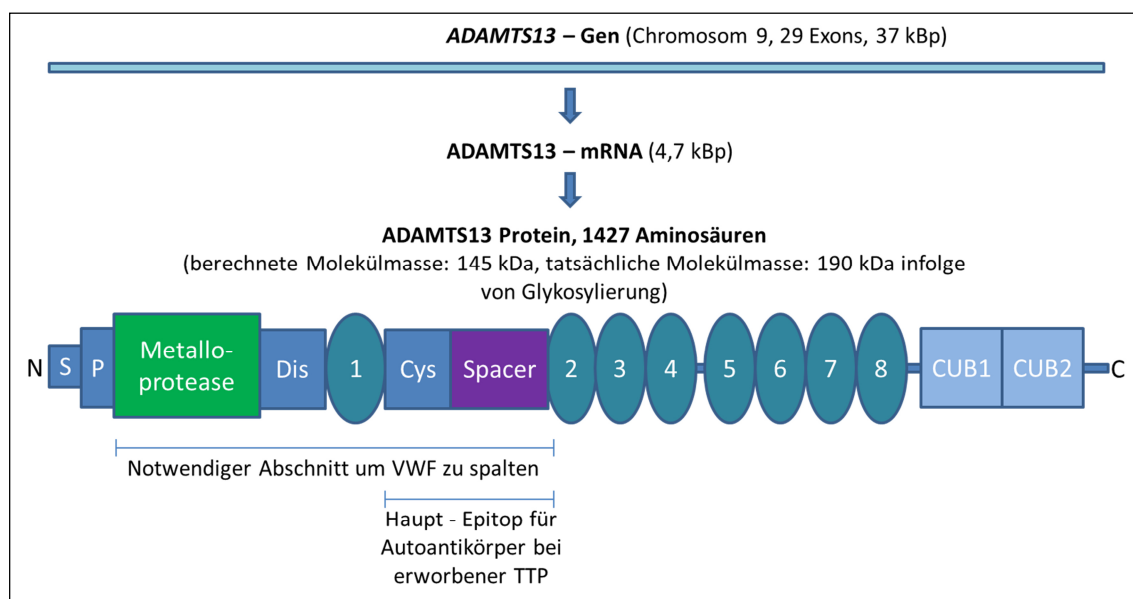 ADAMTS13 – Gen (Chromosom 9, 29 Exons, 37 kBp)
ADAMTS13 – mRNA (4,7 kBp)
ADAMTS13 Protein, 1427 Aminosäuren
(berechnete Molekülmasse: 145 kDa, tatsächliche Molekülmasse: 190 kDa infolge
von Glykosylierung)
N S P Metallo-
protease Dis 1 Cys Spacer 2 3 4 5 6 7 8 CUB1 CUB2 C
Notwendiger Abschnitt um VWF zu spalten
Haupt - Epitop für
Autoantikörper bei
erworbener TTP